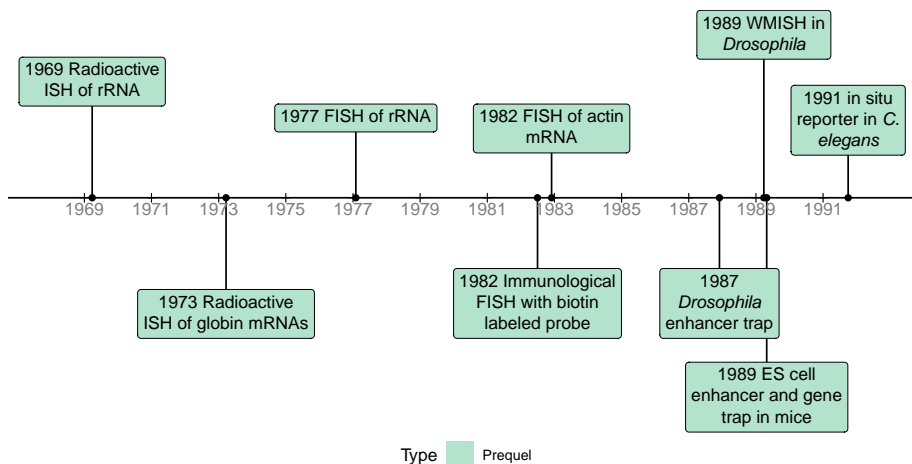 1989 WMISH in
Drosophila
1969 Radioactive
ISH of rRNA
1977 FISH of rRNA
1982 FISH of actin
mRNA
1991 in situ
reporter in C.
elegans
1969
1971
1973
1975
1977
1979
1981
1983
1985
1987
1989
1991
1973 Radioactive
ISH of globin mRNAs
1982 Immunological
FISH with biotin
labeled probe
1987
Drosophila
enhancer trap
1989 ES cell
enhancer and gene
trap in mice
Type Prequel